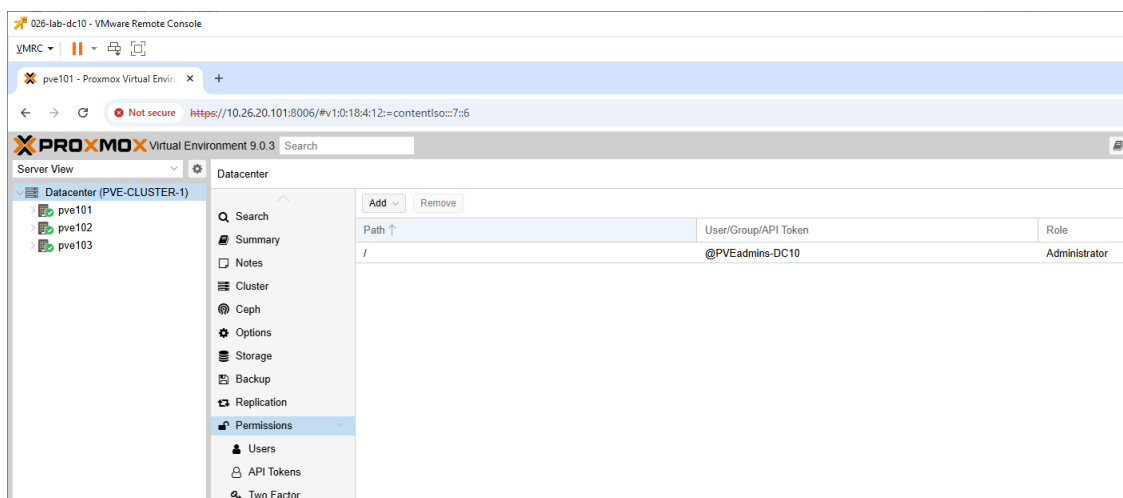 026-lab-dc10 - VMware Remote Console
VMRC
pve101 - Proxmox Virtual Enviro
Not secure https://10.26.20.101:8006/#v1:0:18:4:12:=contentIso:::7::6
PROXMOX Virtual Environment 9.0.3 Search
Server View
Datacenter (PVE-CLUSTER-1)
pve101
pve102
pve103
Datacenter
Search
Summary
Notes
Cluster
Ceph
Options
Storage
Backup
Replication
Permissions
Users
API Tokens
Two Factor
Add Remove
Path User/Group/API Token Role
/ @PVEadmins-DC10 Administrator